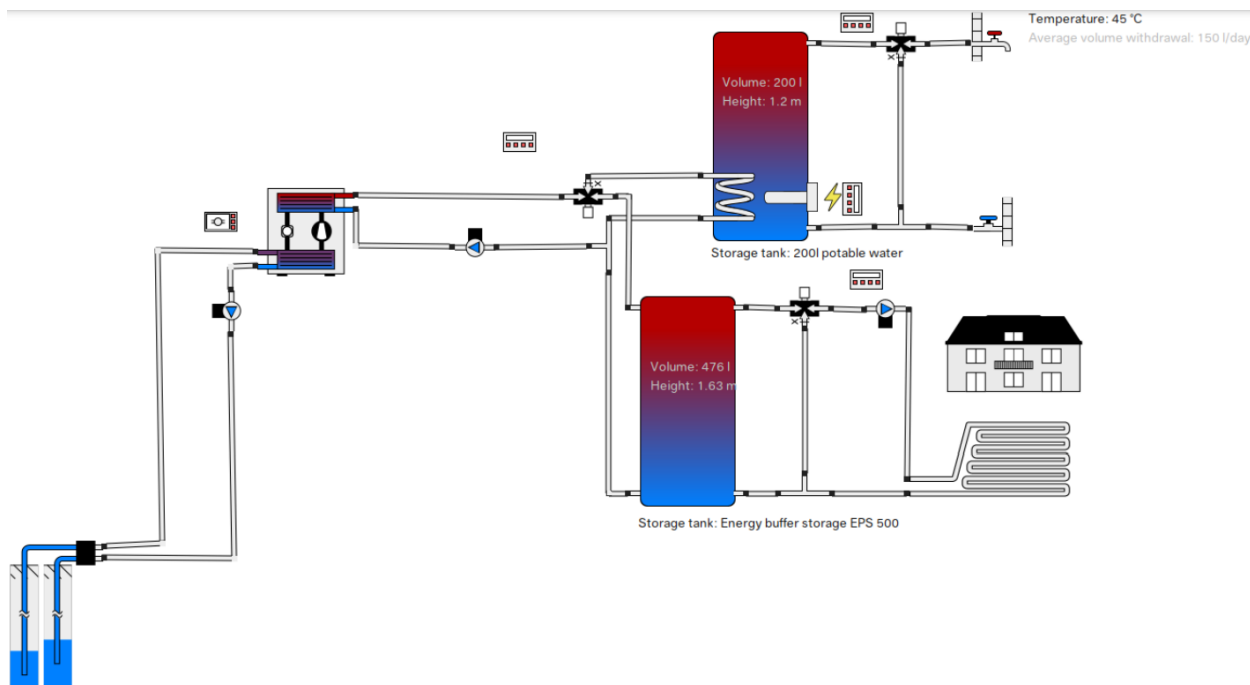 Temperature: 45 °C
Average volume withdrawal: 150 l/day
Volume: 200 l
Height: 1.2 m
Storage tank: 200l potable water
Volume: 476 l
Height: 1.63 m
Storage tank: Energy buffer storage EPS 500